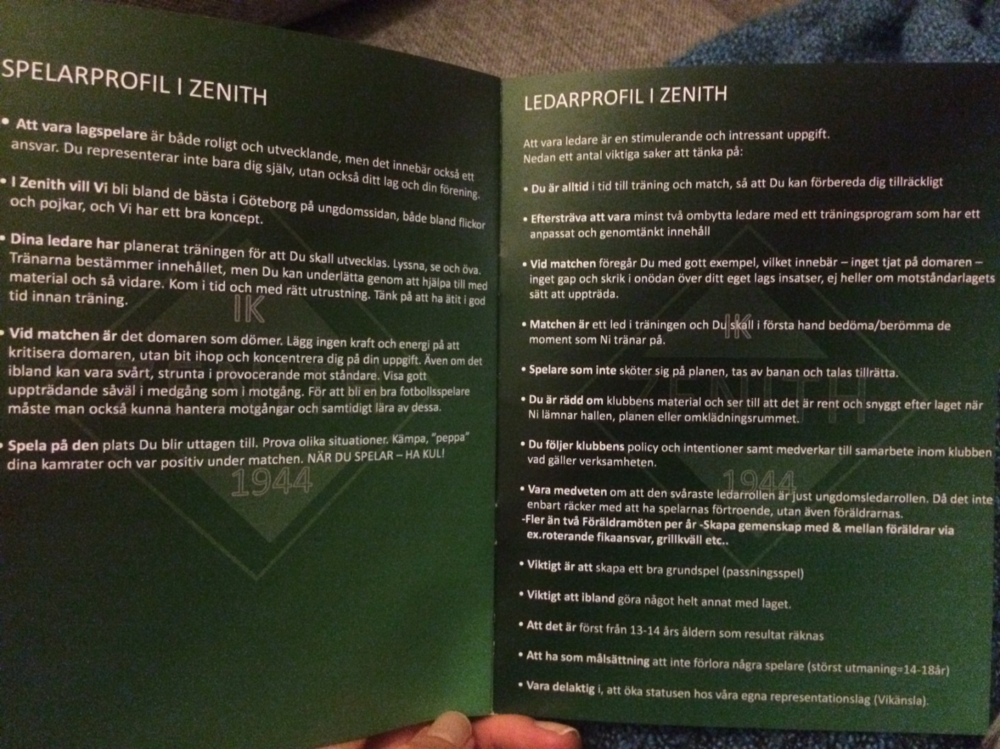 SPELARPROFIL I ZENITH
• Att vara lagspelare är både roligt och utvecklande, men det innebär också ett
ansvar. Du representerar inte bara dig själv, utan också ditt lag och din förening.
• I Zenith vill Vi bli bland de bästa i Göteborg på ungdomssidan, både bland flickor
och pojkar, och Vi har ett bra koncept.
• Dina ledare har planerat träningen för att Du skall utvecklas. Lyssna, se och öva.
Tränarna bestämmer innehållet, men Du kan underlätta genom att hjälpa till med
material och så vidare. Kom i tid och med rätt utrustning. Tänk på att ha ätit i god
tid innan träning.
• Vid matchen är det domaren som dömer. Lägg ingen kraft och energi på att
kritisera domaren, utan bit ihop och koncentrera dig på din uppgift. Även om det
ibland kan vara svårt, strunta i provocerande mot ståndare. Visa gott
uppträdande såväl i medgång som i motgång. För att bli en bra fotbollsspelare
måste man också kunna hantera motgångar och samtidigt lära av dessa.
• Spela på den plats Du blir uttagen till. Prova olika situationer. Kämpa, "peppa"
dina kamrater och var positiv under matchen. NÄR DU SPELAR – HA KUL!
IK
ZENITH
1944
LEDARPROFIL I ZENITH
Att vara ledare är en stimulerande och intressant uppgift.
Nedan ett antal viktiga saker att tänka på:
• Du är alltid i tid till träning och match, så att Du kan förbereda dig tillräckligt
• Eftersträva att vara minst två ombytta ledare med ett träningsprogram som har ett
anpassat och genomtänkt innehåll
• Vid matchen föregår Du med gott exempel, vilket innebär – inget tjat på domaren –
inget gap och skrik i onödan över ditt eget lags insatser, ej heller om motståndarlagets
sätt att uppträda.
• Matchen är ett led i träningen och Du skall i första hand bedöma/berömma de
moment som Ni tränar på.
• Spelare som inte sköter sig på planen, tas av banan och talas tillrätta.
• Du är rädd om klubbens material och ser till att det är rent och snyggt efter laget när
Ni lämnar hallen, planen eller omklädningsrummet.
• Du följer klubbens policy och intentioner samt medverkar till samarbete inom klubben
vad gäller verksamheten.
• Vara medveten om att den svåraste ledarrollen är just ungdomsledarrollen. Då det inte
enbart räcker med att ha spelarnas förtroende, utan även föräldrarnas.
-Fler än två Föräldramöten per år -Skapa gemenskap med & mellan föräldrar via
ex.roterande fikaansvar, grillkväll etc..
• Viktigt är att skapa ett bra grundspel (passningsspel)
• Viktigt att ibland göra något helt annat med laget.
• Att det är först från 13-14 års åldern som resultat räknas
• Att ha som målsättning att inte förlora några spelare (störst utmaning=14-18år)
• Vara delaktig i, att öka statusen hos våra egna representationslag (Vikänsla).
IK
ZENITH
1944